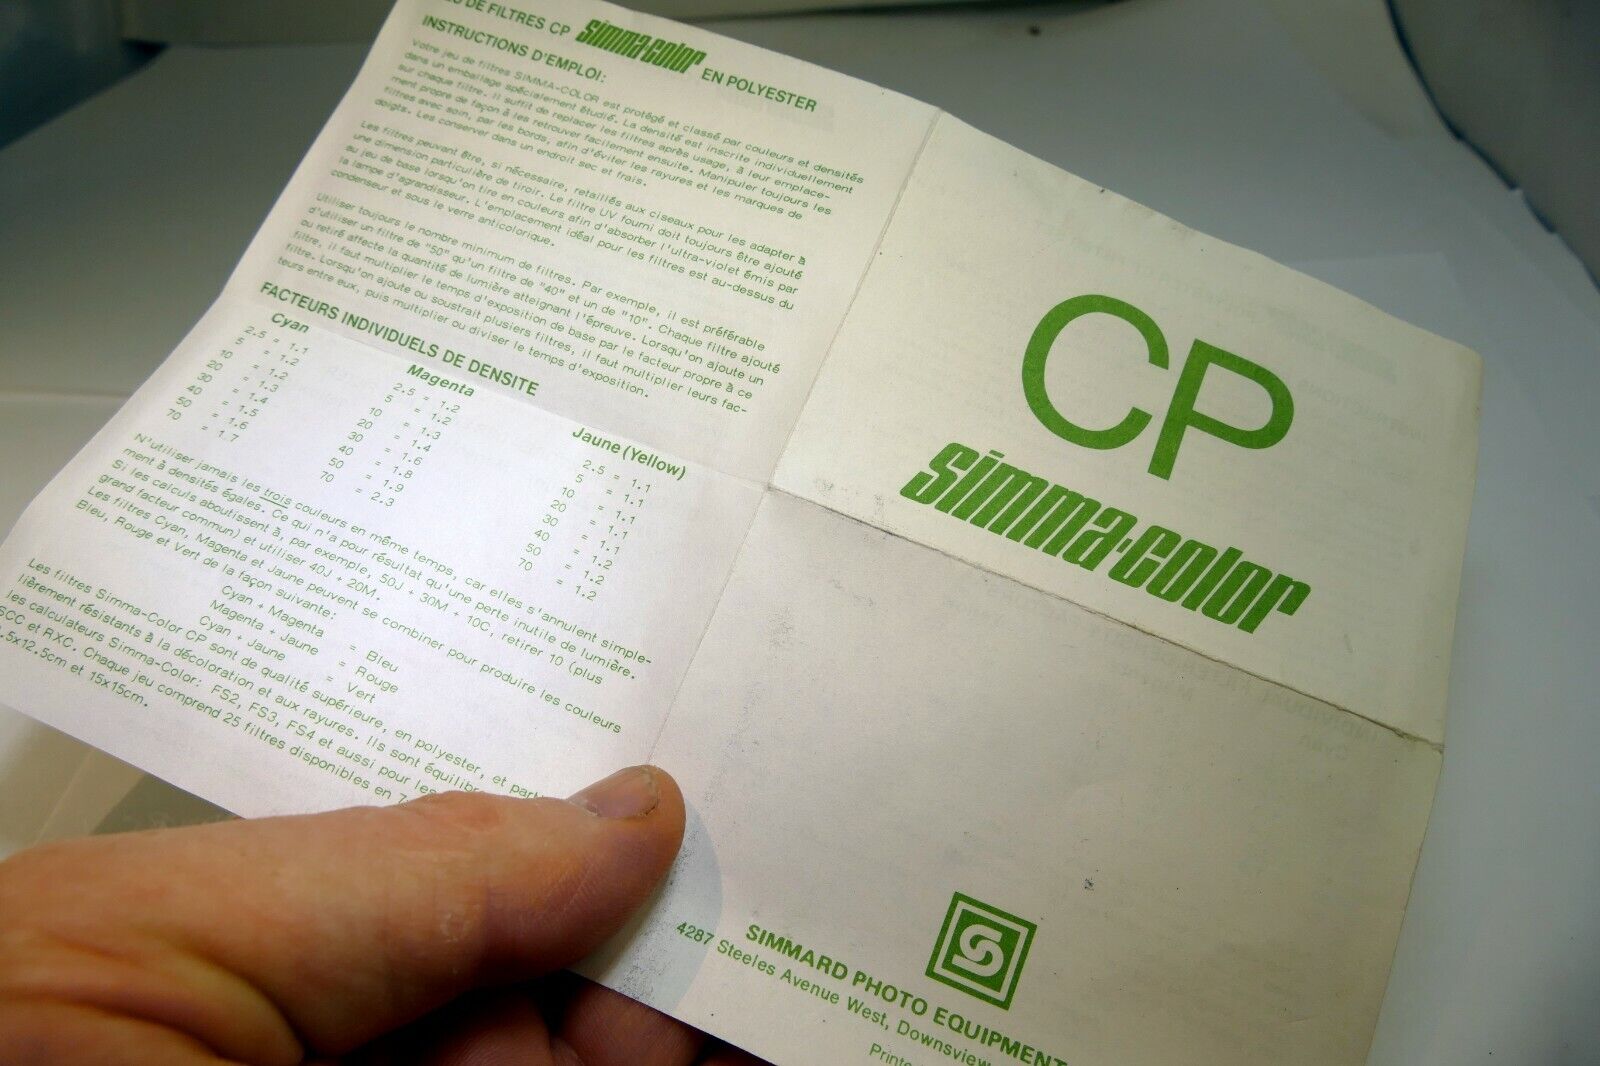 DE FILTRES CP Simma-Color EN POLYESTER
INSTRUCTIONS D'EMPLOI:
Votre jeu de filtres SIMMA-COLOR est protégé et classé par couleurs et densités
dans un emballage spécialement étudié. La densité est inscrite individuellement
sur chaque filtre. Il suffit de replacer les filtres après usage, à leur emplace-
ment propre de façon à les retrouver facilement ensuite. Manipuler toujours les
filtres avec soin, par les bords, afin d'éviter les rayures et les marques de
doigts. Les conserver dans un endroit sec et frais.
Les filtres peuvent être, si nécessaire, retaillés aux ciseaux pour les adapter à
une dimension particulière de tiroir. Le filtre UV fourni doit toujours être ajouté
au jeu de base lorsqu'on tire en couleurs afin d'absorber l'ultra-violet émis par
la lampe d'agrandisseur. L'emplacement idéal pour les filtres est au-dessus du
condenseur et sous le verre anticalorique.
Utiliser toujours le nombre minimum de filtres. Par exemple, il est préférable
d'utiliser un filtre de "50" qu'un filtre de "40" et un de "10". Chaque filtre ajouté
ou retiré affecte la quantité de lumière atteignant l'épreuve. Lorsqu'on ajoute un
filtre, il faut multiplier le temps d'exposition de base par le facteur propre à ce
filtre. Lorsqu'on ajoute ou soustrait plusieurs filtres, il faut multiplier leurs fac-
teurs entre eux, puis multiplier ou diviser le temps d'exposition.
FACTEURS INDIVIDUELS DE DENSITE
Cyan Magenta Jaune (Yellow)
2.5 = 1.1 2.5 = 1.2 2.5 = 1.1
5 = 1.2 5 = 1.2 5 = 1.1
10 = 1.2 10 = 1.3 10 = 1.1
20 = 1.3 20 = 1.4 20 = 1.1
30 = 1.4 30 = 1.6 30 = 1.1
40 = 1.5 40 = 1.8 40 = 1.2
50 = 1.6 50 = 1.9 50 = 1.2
70 = 1.7 70 = 2.3 70 = 1.2
N'utiliser jamais les trois couleurs en même temps, car elles s'annulent simple-
ment à densités égales. Ce qui n'a pour résultat qu'une perte inutile de lumière.
Si les calculs aboutissent à, par exemple, 50J + 30M + 10C, retirer 10 (plus
grand facteur commun) et utiliser 40J + 20M.
Les filtres Cyan, Magenta et Jaune peuvent se combiner pour produire les couleurs
Bleu, Rouge et Vert de la façon suivante:
Cyan + Magenta = Bleu
Magenta + Jaune = Rouge
Cyan + Jaune = Vert
Les filtres Simma-Color CP sont de qualité supérieure, en polyester, et parti
lièrement résistants à la décoloration et aux rayures. Ils sont équilibr
les calculateurs Simma-Color: FS2, FS3, FS4 et aussi pour les
SCC et RXC. Chaque jeu comprend 25 filtres disponibles en 7
.5x12.5cm et 15x15cm.
CP
Simma-Color
SIMMARD PHOTO EQUIPMENT
4287 Steeles Avenue West, Downsview
Printe